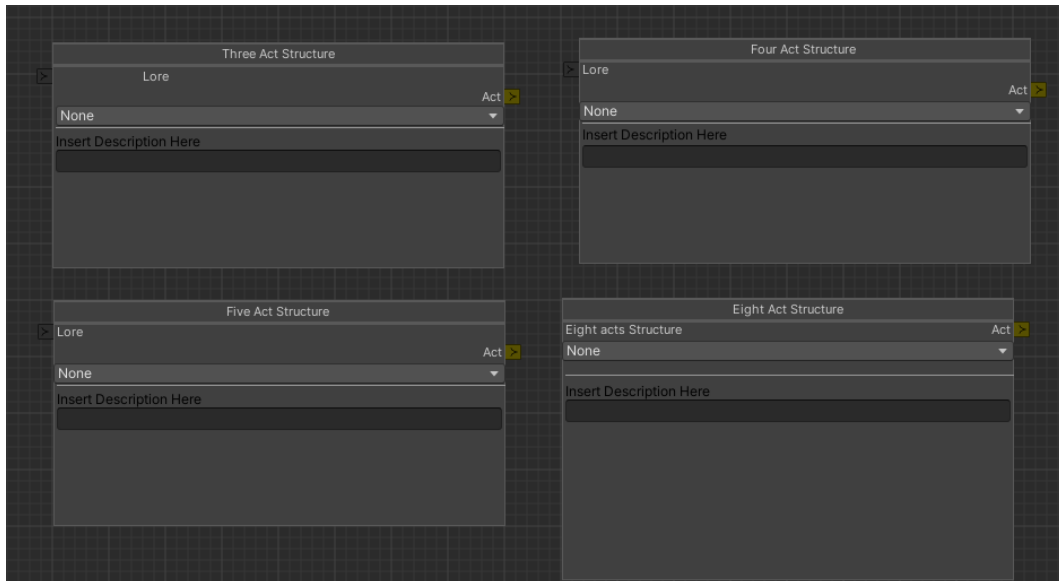 Three Act Structure
Lore
Act
None
Insert Description Here
Four Act Structure
Lore
Act
None
Insert Description Here
Five Act Structure
Lore
Act
None
Insert Description Here
Eight Act Structure
Eight acts Structure Act
None
Insert Description Here